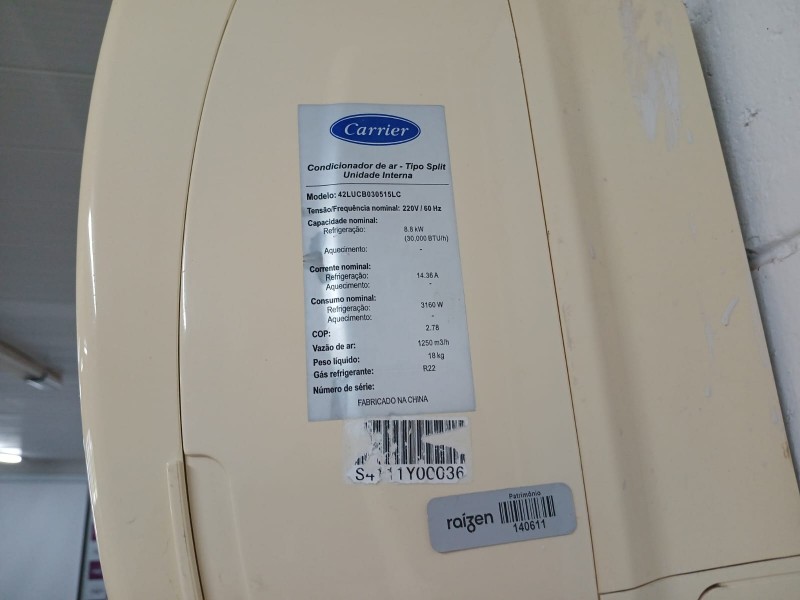 Carrier
Condicionador de ar - Tipo Split
Unidade Interna
Modelo: 42LUCB030515LC
Tensão/Frequência nominal: 220V / 60 Hz
Capacidade nominal:
Refrigeração: 8.8 kW
(30.000 BTU/h)
Aquecimento: -
Corrente nominal:
Refrigeração: 14.36 A
Aquecimento: -
Consumo nominal:
Refrigeração: 3160 W
Aquecimento: -
COP: 2.78
Vazão de ar: 1250 m3/h
Peso líquido: 18 kg
Gás refrigerante: R22
Número de série:
FABRICADO NA CHINA
Patrimônio
raízen
140611